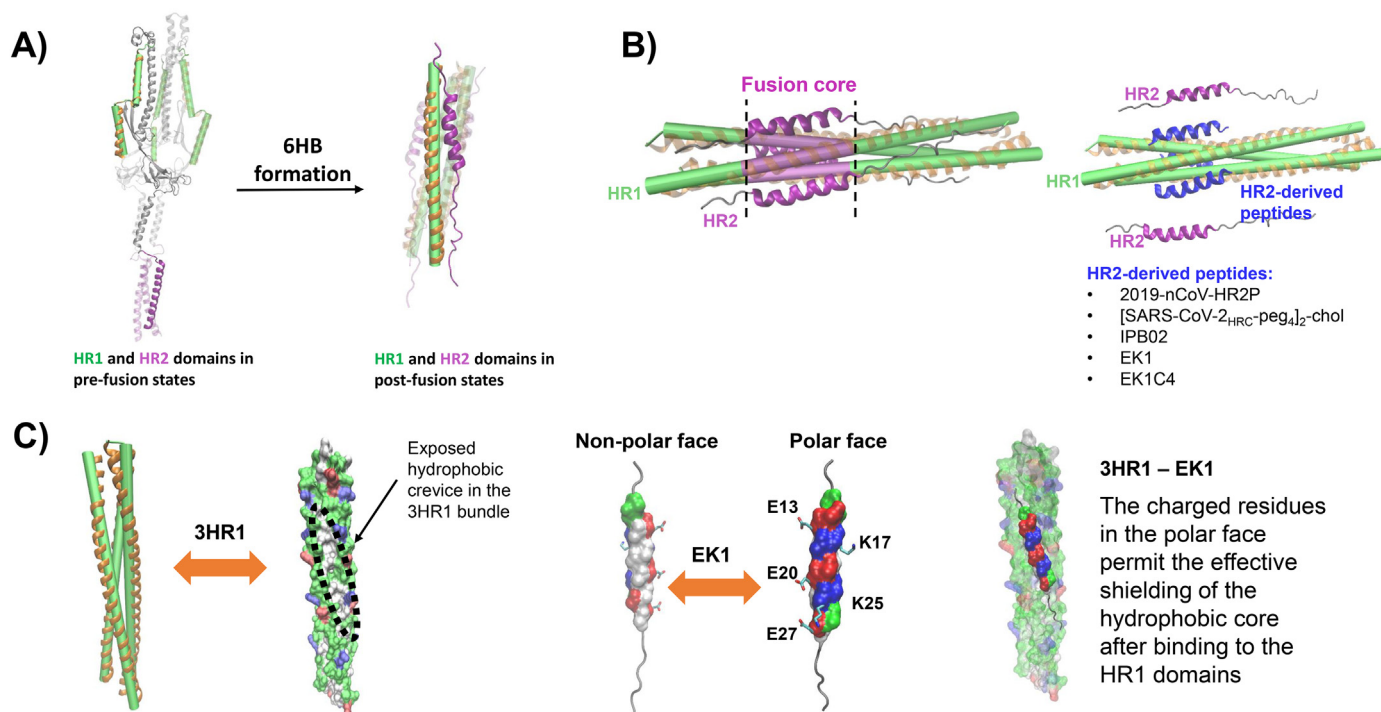 A)
6HB
formation
HR1 and HR2 domains in
pre-fusion states
HR1 and HR2 domains in
post-fusion states
B)
Fusion core
HR1
HR2
HR2
HR1
HR2-derived
peptides
HR2
HR2-derived peptides:
• 2019-nCoV-HR2P
• [SARS-CoV-2HRC-peg4]2-chol
• IPB02
• EK1
• EK1C4
C)
3HR1
Exposed
hydrophobic
crevice in the
3HR1 bundle
Non-polar face
Polar face
EK1
E13
K17
E20
K25
E27
3HR1 – EK1
The charged residues
in the polar face
permit the effective
shielding of the
hydrophobic core
after binding to the
HR1 domains